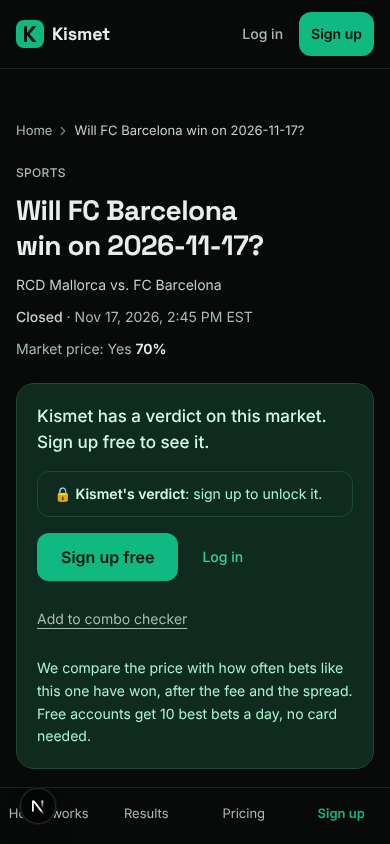 K Kismet
Log in
Sign up
Home > Will FC Barcelona win on 2026-11-17?
SPORTS
Will FC Barcelona
win on 2026-11-17?
RCD Mallorca vs. FC Barcelona
Closed · Nov 17, 2026, 2:45 PM EST
Market price: Yes 70%
Kismet has a verdict on this market.
Sign up free to see it.
🔒 Kismet's verdict: sign up to unlock it.
Sign up free
Log in
Add to combo checker
We compare the price with how often bets like
this one have won, after the fee and the spread.
Free accounts get 10 best bets a day, no card
needed.
N
works
Results
Pricing
Sign up